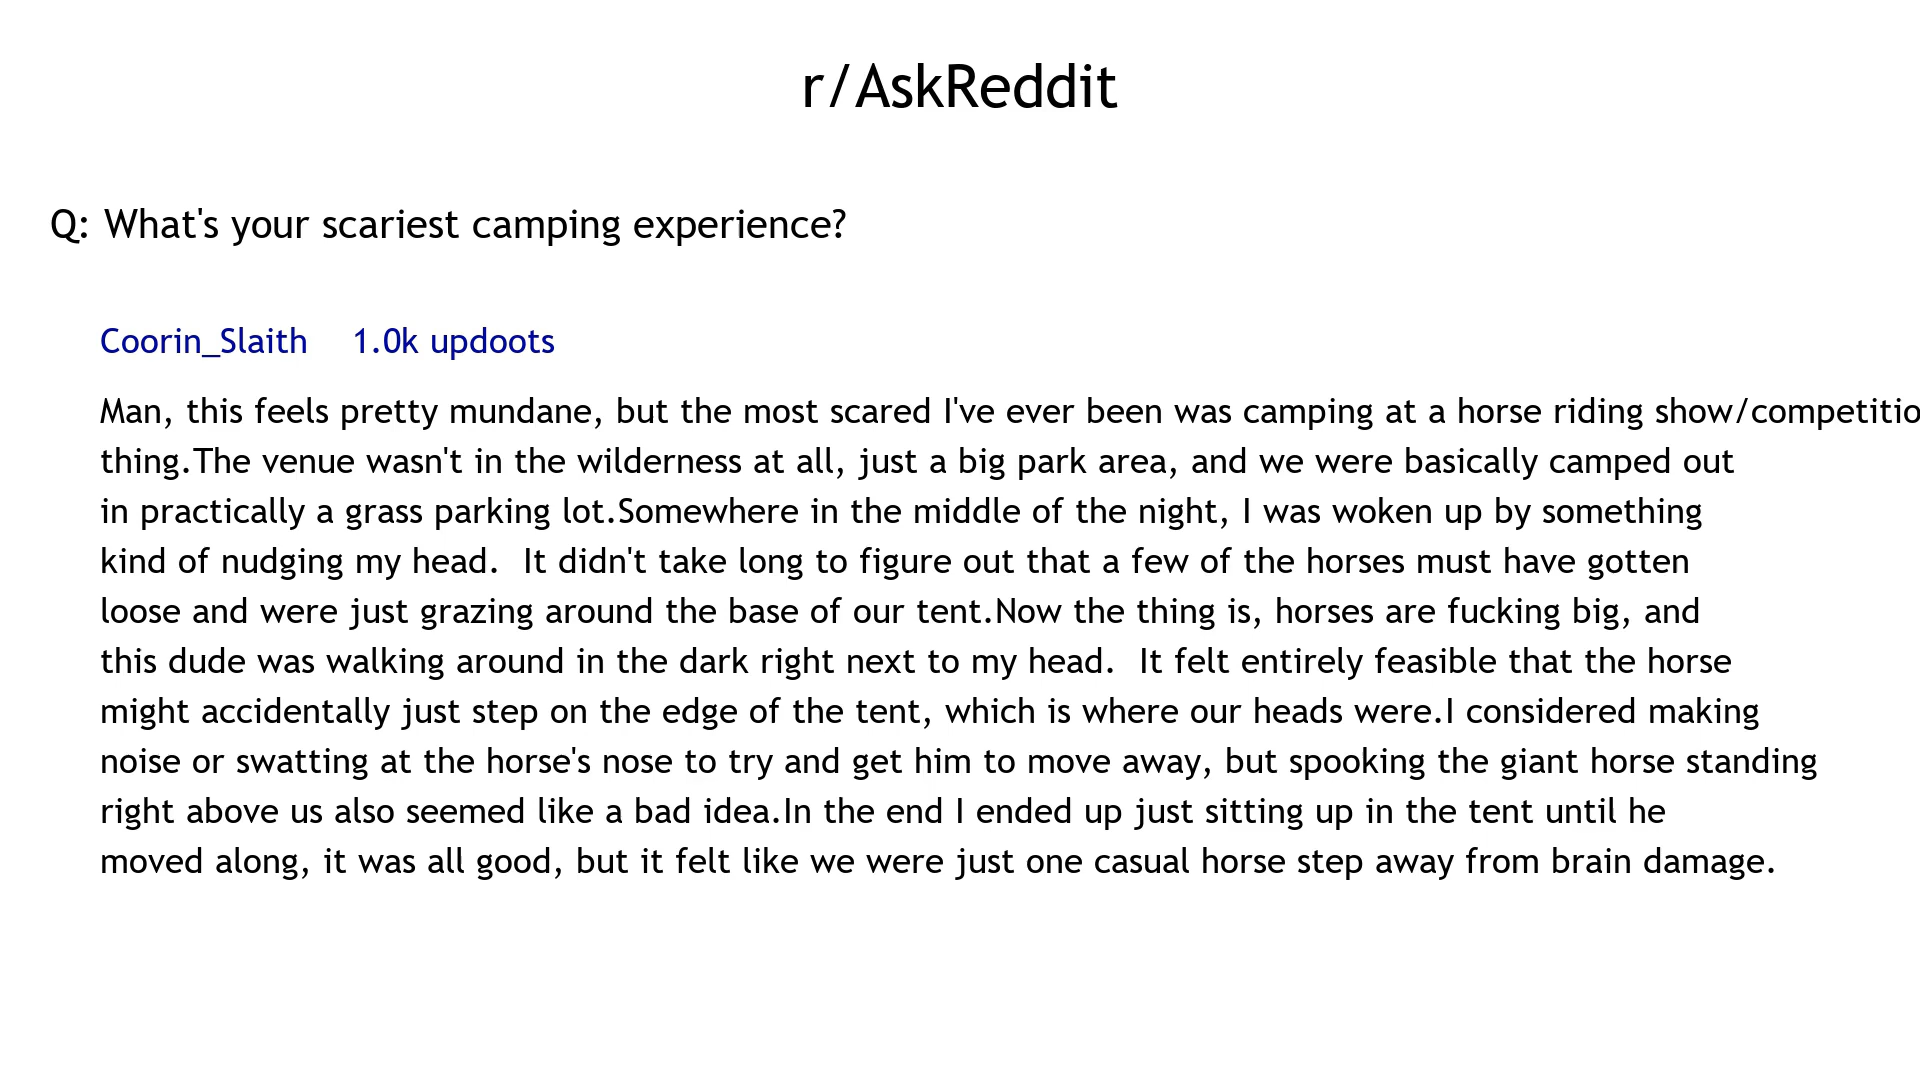 r/AskReddit
Q: What's your scariest camping experience?
Coorin_Slaith 1.0k updoots
Man, this feels pretty mundane, but the most scared I've ever been was camping at a horse riding show/competitio
thing.The venue wasn't in the wilderness at all, just a big park area, and we were basically camped out
in practically a grass parking lot.Somewhere in the middle of the night, I was woken up by something
kind of nudging my head.  It didn't take long to figure out that a few of the horses must have gotten
loose and were just grazing around the base of our tent.Now the thing is, horses are fucking big, and
this dude was walking around in the dark right next to my head.  It felt entirely feasible that the horse
might accidentally just step on the edge of the tent, which is where our heads were.I considered making
noise or swatting at the horse's nose to try and get him to move away, but spooking the giant horse standing
right above us also seemed like a bad idea.In the end I ended up just sitting up in the tent until he
moved along, it was all good, but it felt like we were just one casual horse step away from brain damage.